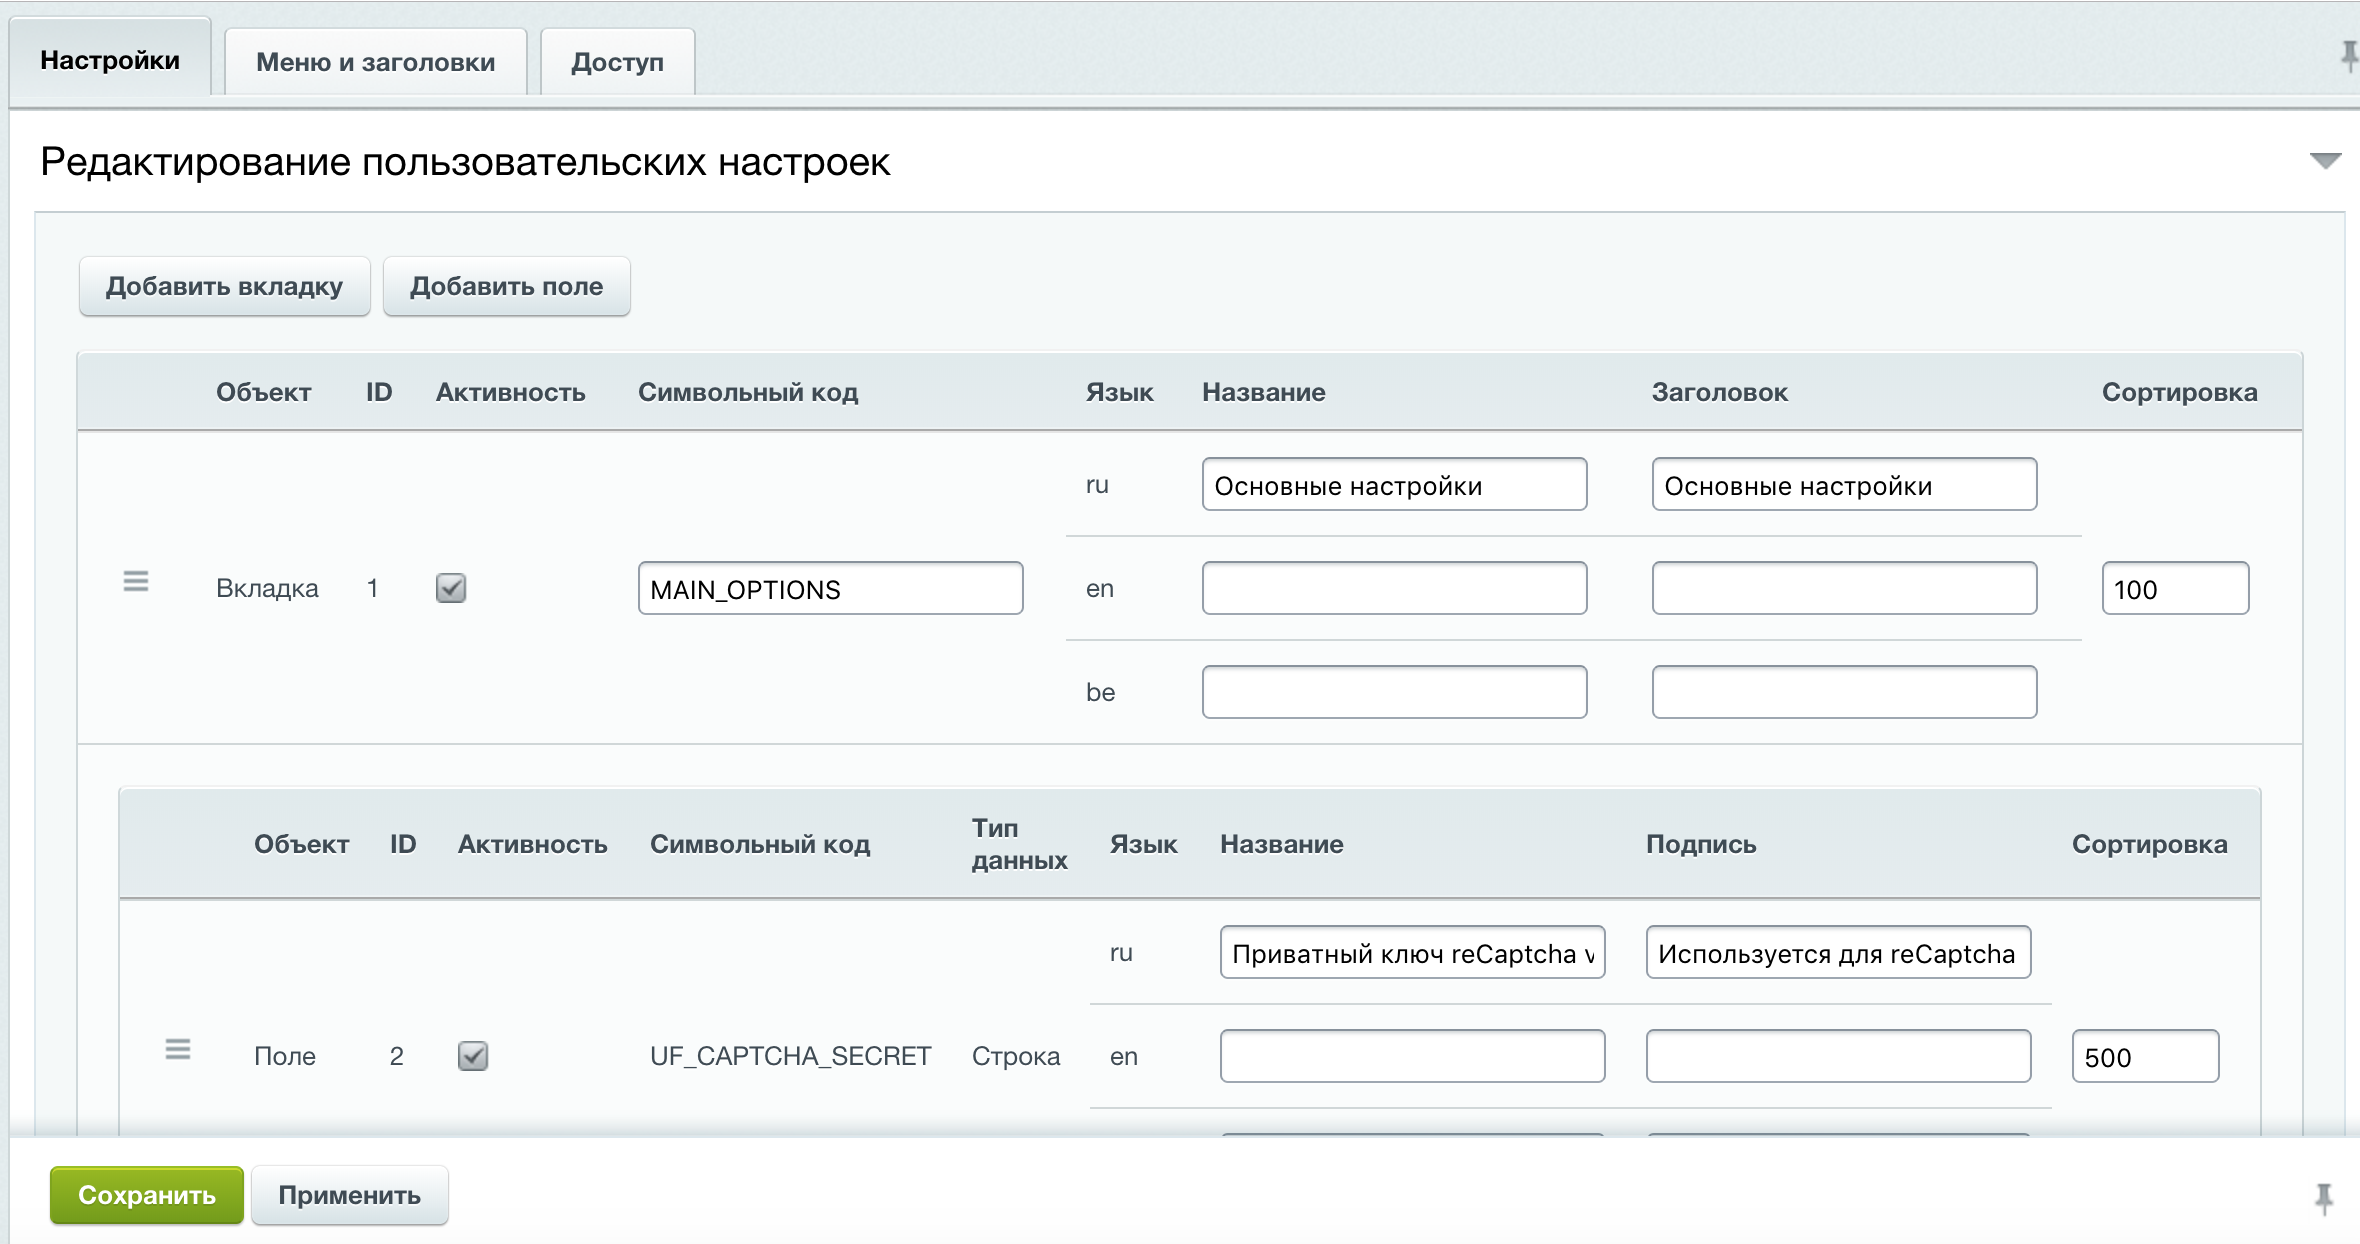 Настройки Меню и заголовки Доступ
Редактирование пользовательских настроек
Добавить вкладку Добавить поле
Объект ID Активность Символьный код Язык Название Заголовок Сортировка
ru Основные настройки Основные настройки
Вкладка 1 MAIN_OPTIONS en 100
be
Объект ID Активность Символьный код Тип данных Язык Название Подпись Сортировка
ru Приватный ключ reCaptcha v Используется для reCaptcha
Поле 2 UF_CAPTCHA_SECRET Строка en 500
Сохранить Применить